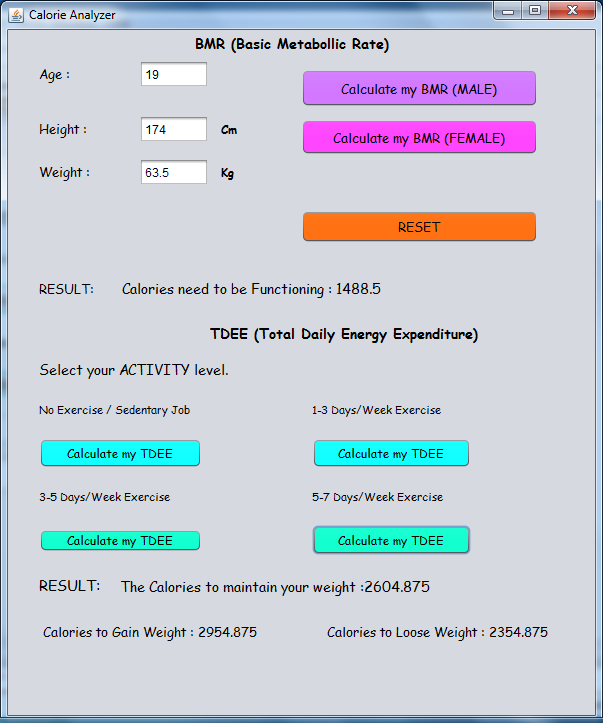 Calorie Analyzer
BMR (Basic Metabollic Rate)
Age :
19
Calculate my BMR (MALE)
Height :
174
Cm
Calculate my BMR (FEMALE)
Weight :
63.5
Kg
RESET
RESULT:
Calories need to be Functioning : 1488.5
TDEE (Total Daily Energy Expenditure)
Select your ACTIVITY level.
No Exercise / Sedentary Job
1-3 Days/Week Exercise
Calculate my TDEE
Calculate my TDEE
3-5 Days/Week Exercise
5-7 Days/Week Exercise
Calculate my TDEE
Calculate my TDEE
RESULT:
The Calories to maintain your weight :2604.875
Calories to Gain Weight : 2954.875
Calories to Loose Weight : 2354.875